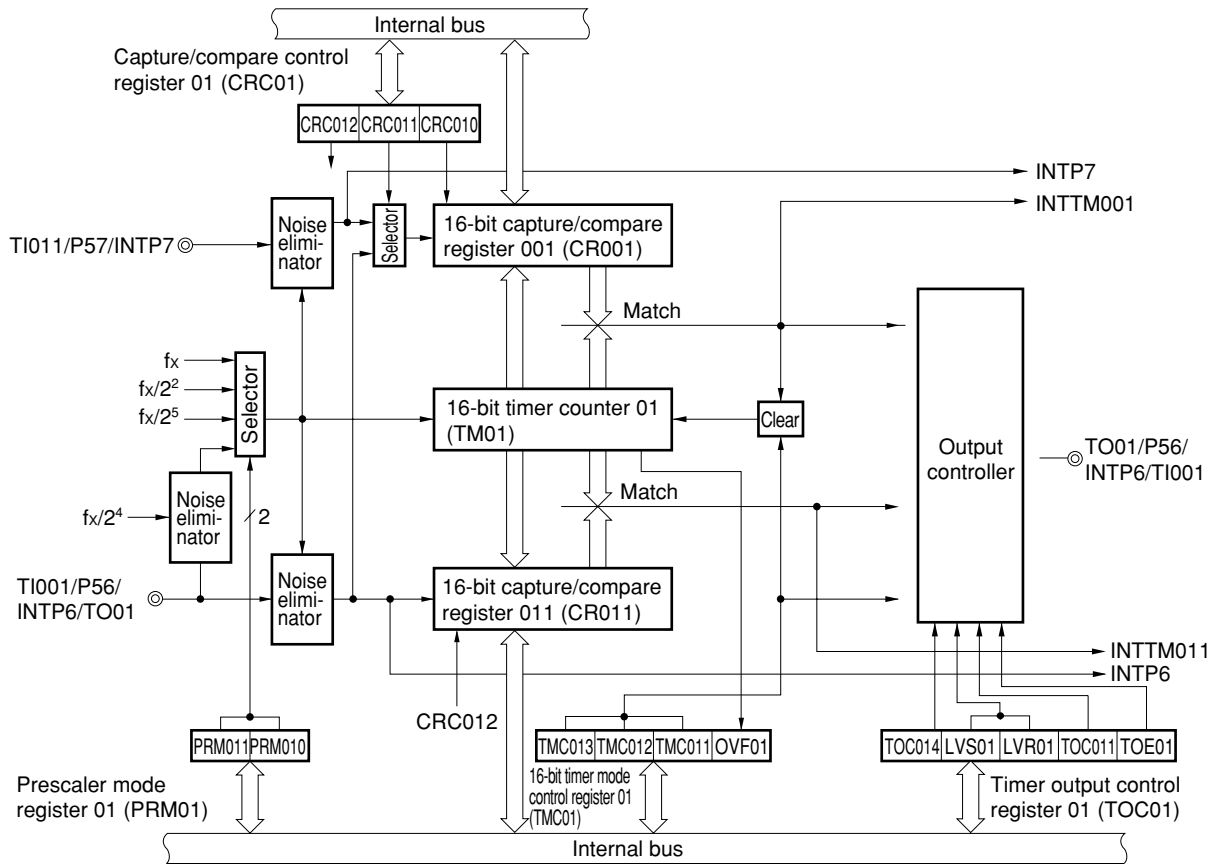 Internal bus
Capture/compare control
register 01 (CRC01)
CRC012 CRC011 CRC010
INTP7
INTTM001
TI011/P57/INTP7
Noise
elimi-
nator
Selector
16-bit capture/compare
register 001 (CR001)
Match
fx
fx/2²
fx/2⁵
Selector
16-bit timer counter 01
(TM01)
Clear
Output
controller
TO01/P56/
INTP6/TI001
fx/2⁴
Noise
elimi-
nator
2
Match
TI001/P56/
INTP6/TO01
Noise
elimi-
nator
16-bit capture/compare
register 011 (CR011)
INTTM011
INTP6
CRC012
PRM011 PRM010
TMC013 TMC012 TMC011 OVF01
TOC014 LVS01 LVR01 TOC011 TOE01
Prescaler mode
register 01 (PRM01)
16-bit timer mode
control register 01
(TMC01)
Timer output control
register 01 (TOC01)
Internal bus